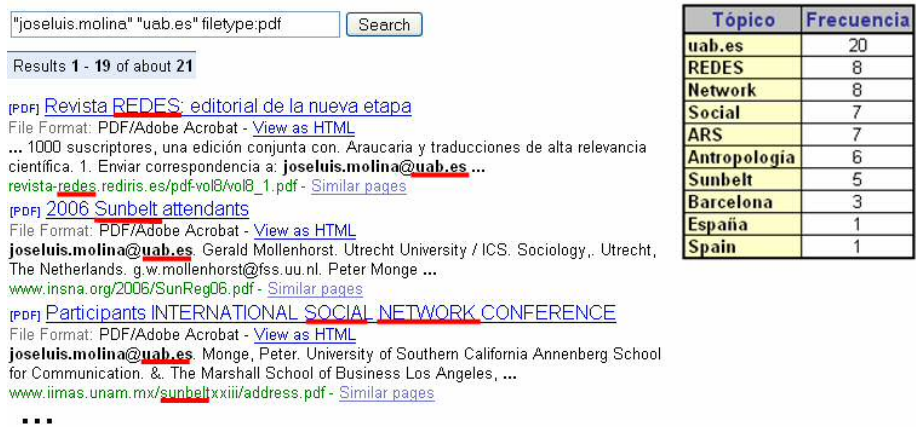 "joseluis.molina" "uab.es" filetype:pdf
Search
Results 1 - 19 of about 21
[PDF] Revista REDES: editorial de la nueva etapa
File Format: PDF/Adobe Acrobat - View as HTML
... 1000 suscriptores, una edición conjunta con. Araucaria y traducciones de alta relevancia
científica. 1. Enviar correspondencia a: joseluis.molina@uab.es ...
revista-redes.rediris.es/pdf-vol8/vol8_1.pdf - Similar pages
[PDF] 2006 Sunbelt attendants
File Format: PDF/Adobe Acrobat - View as HTML
joseluis.molina@uab.es. Gerald Mollenhorst. Utrecht University / ICS. Sociology,. Utrecht,
The Netherlands. g.w.mollenhorst@fss.uu.nl. Peter Monge ...
www.insna.org/2006/SunReg06.pdf - Similar pages
[PDF] Participants INTERNATIONAL SOCIAL NETWORK CONFERENCE
File Format: PDF/Adobe Acrobat - View as HTML
joseluis.molina@uab.es. Monge, Peter. University of Southern California Annenberg School
for Communication. &. The Marshall School of Business Los Angeles, ...
www.iimas.unam.mx/sunbeltxxiii/address.pdf - Similar pages
...
Tópico Frecuencia
uab.es 20
REDES 8
Network 8
Social 7
ARS 7
Antropología 6
Sunbelt 5
Barcelona 3
España 1
Spain 1